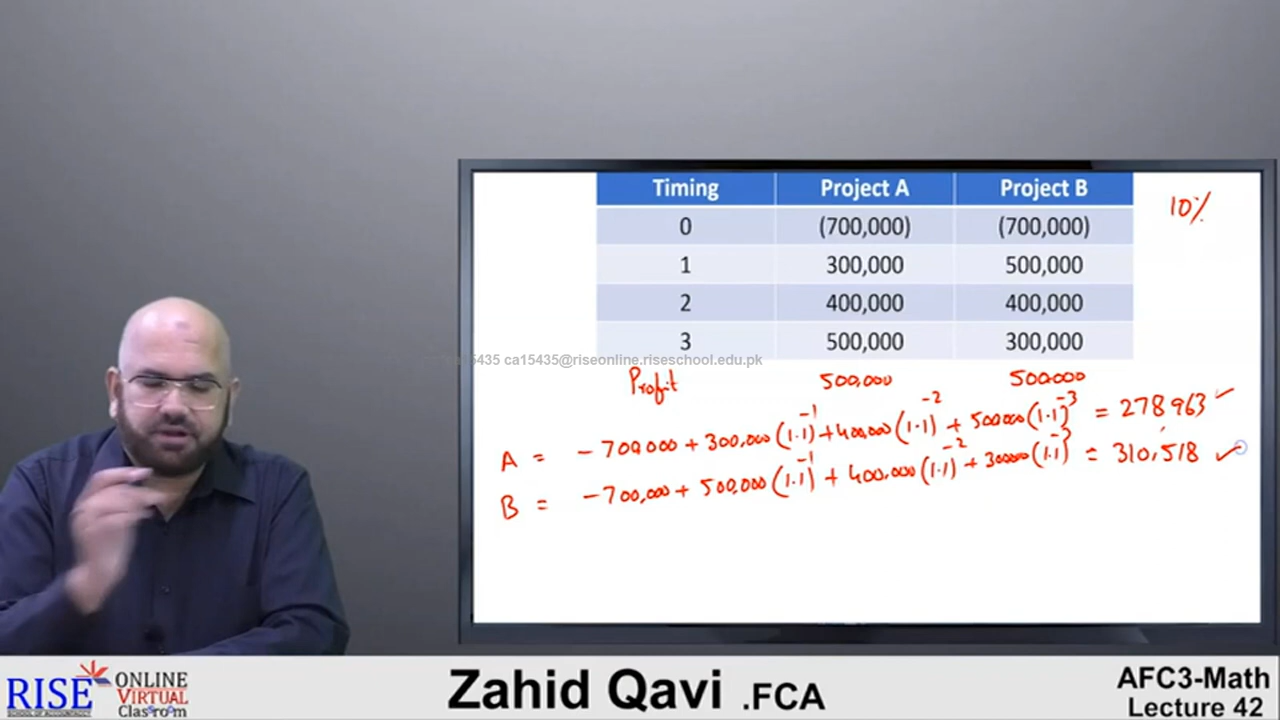 Timing Project A Project B
0 (700,000) (700,000)
1 300,000 500,000
2 400,000 400,000
3 500,000 300,000
10%
15435 ca15435@riseonline.riseschool.edu.pk
Profit 500,000 500,000
A = - 700,000 + 300,000 (1.1)^-1 + 400,000 (1.1)^-2 + 500,000 (1.1)^-3 = 278,963 ✓
B = - 700,000 + 500,000 (1.1)^-1 + 400,000 (1.1)^-2 + 300,000 (1.1)^-3 = 310,518 ✓
RISE ONLINE
VIRTUAL
Classroom
SCHOOL OF ACCOUNTANCY
Zahid Qavi .FCA
AFC3-Math
Lecture 42